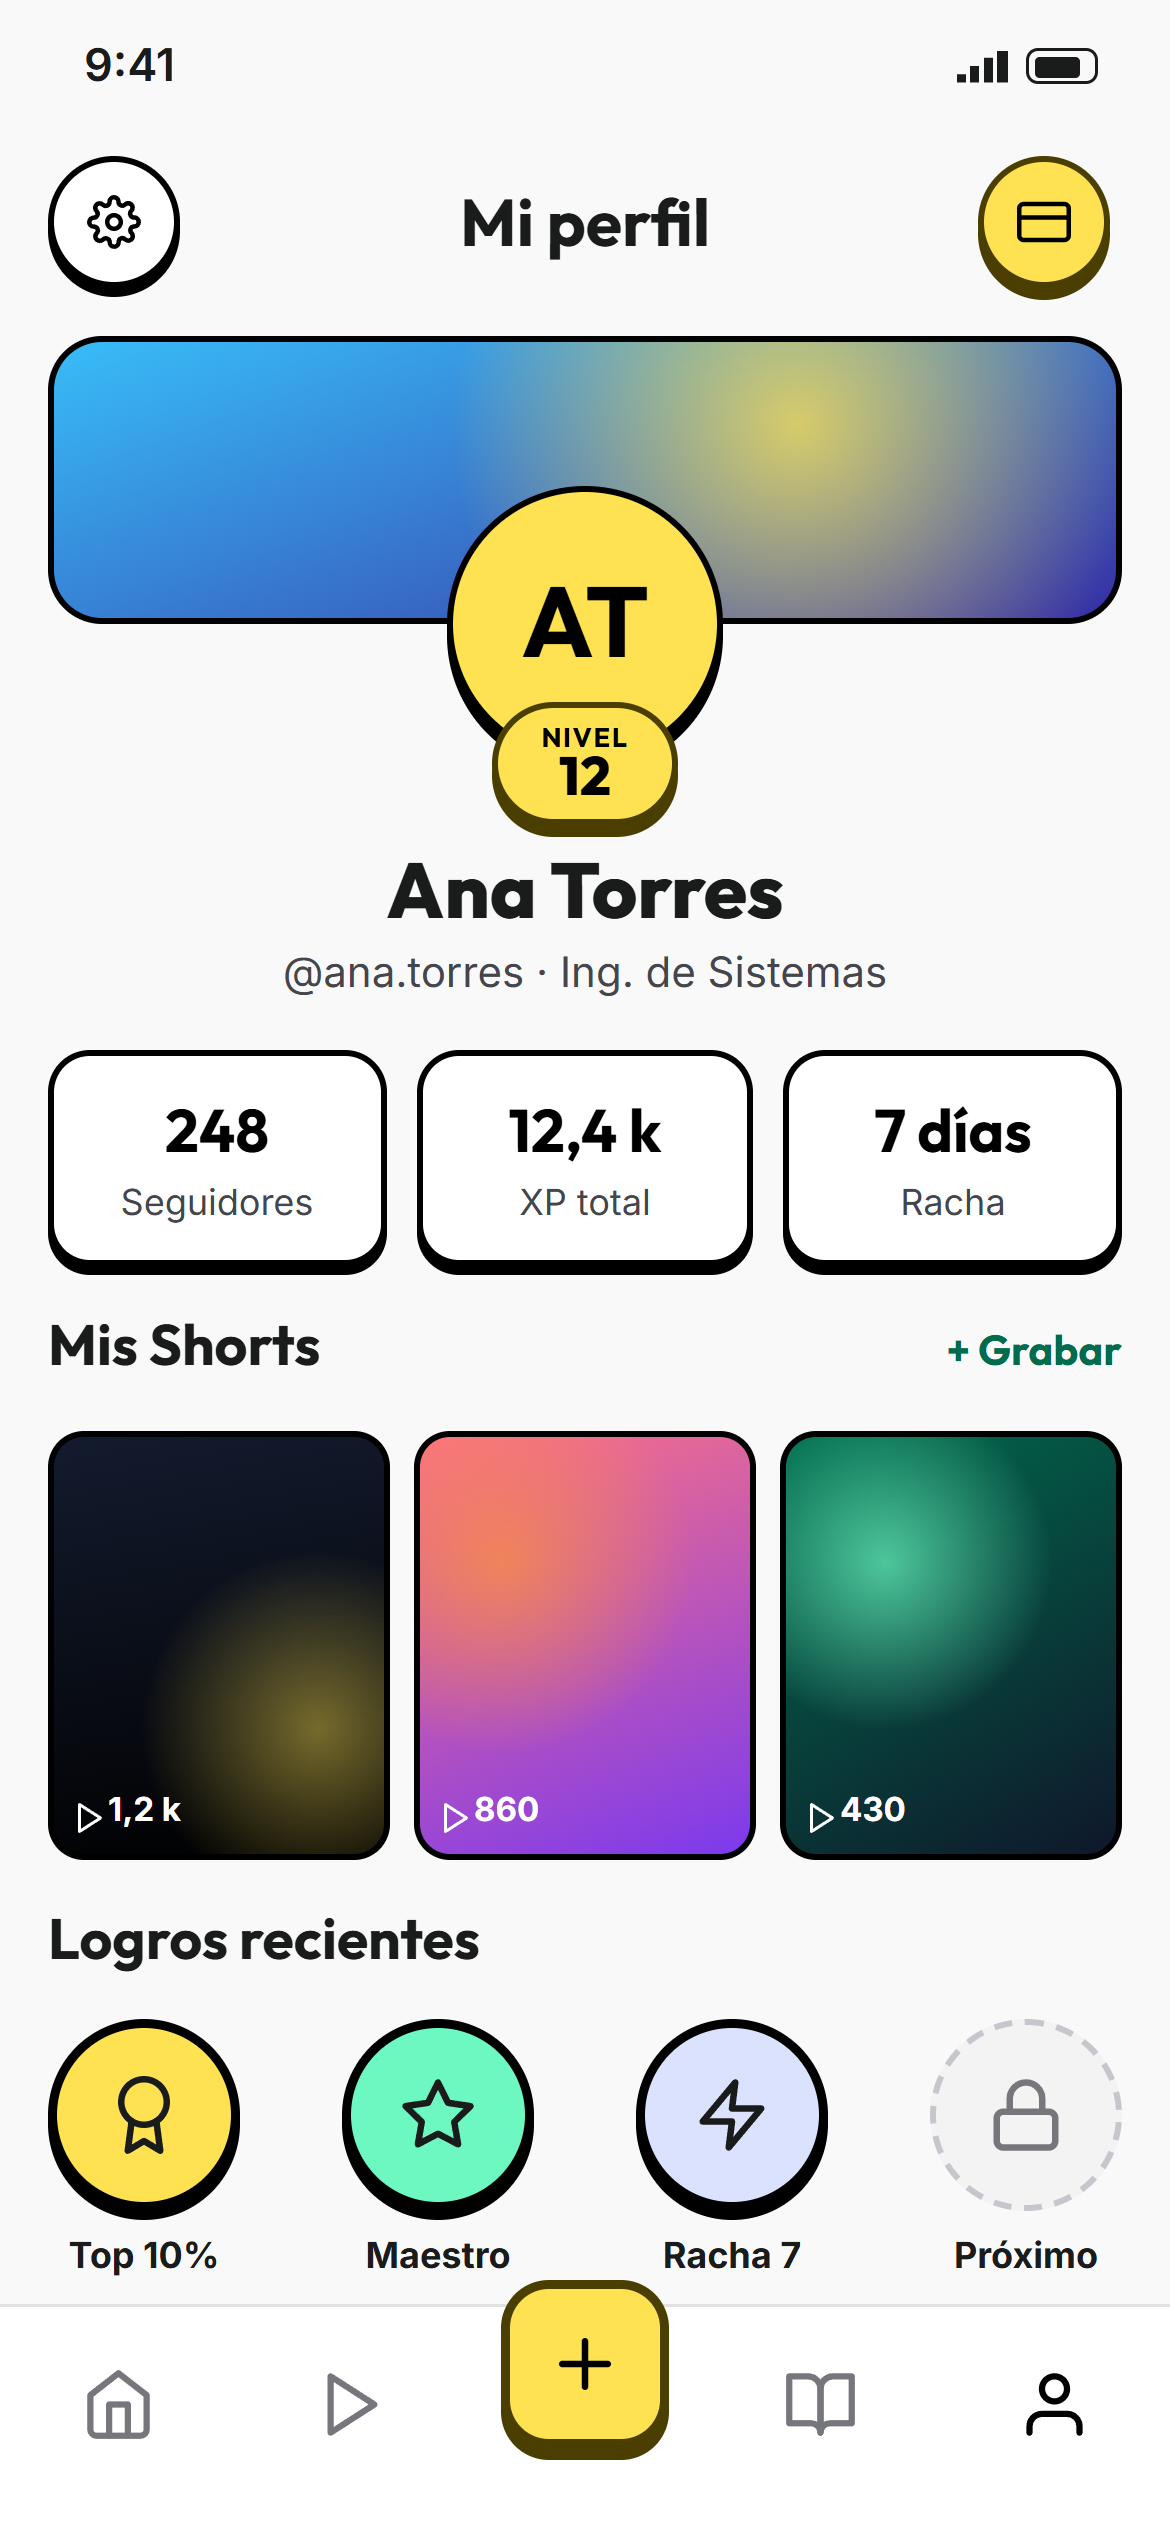 9:41
Mi perfil
AT
NIVEL
12
Ana Torres
@ana.torres · Ing. de Sistemas
248
Seguidores
12,4 k
XP total
7 días
Racha
Mis Shorts
+ Grabar
1,2 k
860
430
Logros recientes
Top 10%
Maestro
Racha 7
Próximo